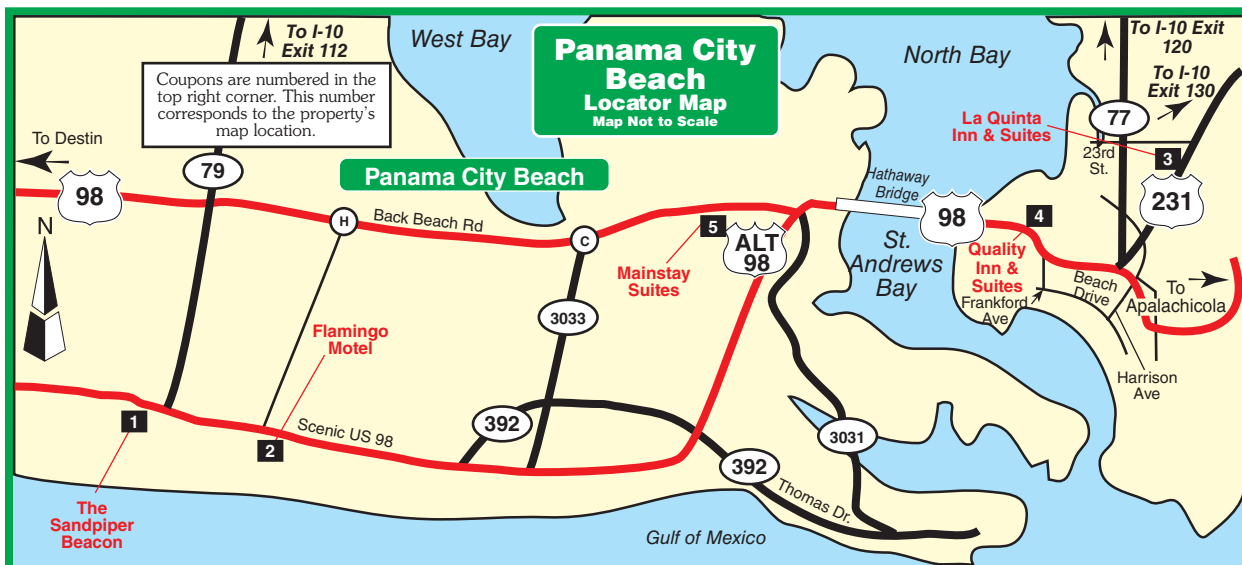 To I-10
Exit 112
West Bay
Panama City
Beach
Locator Map
Map Not to Scale
North Bay
To I-10 Exit
120
To I-10
Exit 130
Coupons are numbered in the
top right corner. This number
corresponds to the property's
map location.
La Quinta
Inn & Suites
77
To Destin
23rd
St.
3
79
Panama City Beach
Hathaway
Bridge
98
231
N
H
Back Beach Rd
C
5
ALT
98
98
4
St.
Andrews
Bay
Quality
Inn &
Suites
Mainstay
Suites
Beach
Drive
To
Apalachicola
Frankford
Ave
3033
Flamingo
Motel
Harrison
Ave
1
2
Scenic US 98
392
3031
392
Thomas Dr.
The
Sandpiper
Beacon
Gulf of Mexico